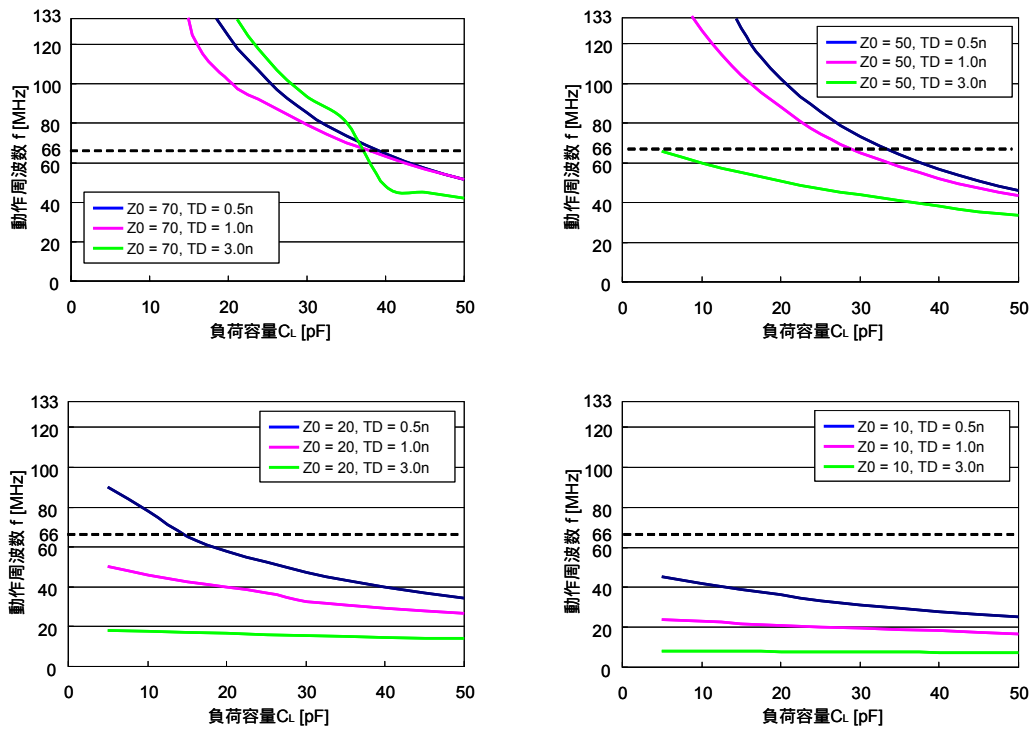 133
120
100
80
66
60
40
20
0
動作周波数 f [MHz]
Z0 = 70, TD = 0.5n
Z0 = 70, TD = 1.0n
Z0 = 70, TD = 3.0n
0 10 20 30 40 50
負荷容量CL [pF]
133
120
100
80
66
60
40
20
0
動作周波数 f [MHz]
Z0 = 50, TD = 0.5n
Z0 = 50, TD = 1.0n
Z0 = 50, TD = 3.0n
0 10 20 30 40 50
負荷容量CL [pF]
133
120
100
80
66
60
40
20
0
動作周波数 f [MHz]
Z0 = 20, TD = 0.5n
Z0 = 20, TD = 1.0n
Z0 = 20, TD = 3.0n
0 10 20 30 40 50
負荷容量CL [pF]
133
120
100
80
66
60
40
20
0
動作周波数 f [MHz]
Z0 = 10, TD = 0.5n
Z0 = 10, TD = 1.0n
Z0 = 10, TD = 3.0n
0 10 20 30 40 50
負荷容量CL [pF]